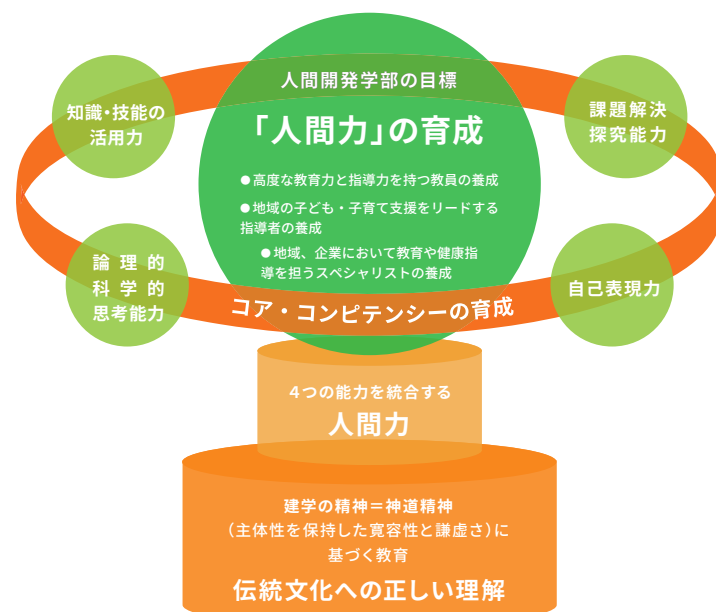 人間開発学部の目標
「人間力」の育成
●高度な教育力と指導力を持つ教員の養成
●地域の子ども・子育て支援をリードする
指導者の養成
●地域、企業において教育や健康指
導を担うスペシャリストの養成
コア・コンピテンシーの育成
知識・技能の
活用力
課題解決
探究能力
論理的
科学的
思考能力
自己表現力
4つの能力を統合する
人間力
建学の精神＝神道精神
（主体性を保持した寛容性と謙虚さ）に
基づく教育
伝統文化への正しい理解